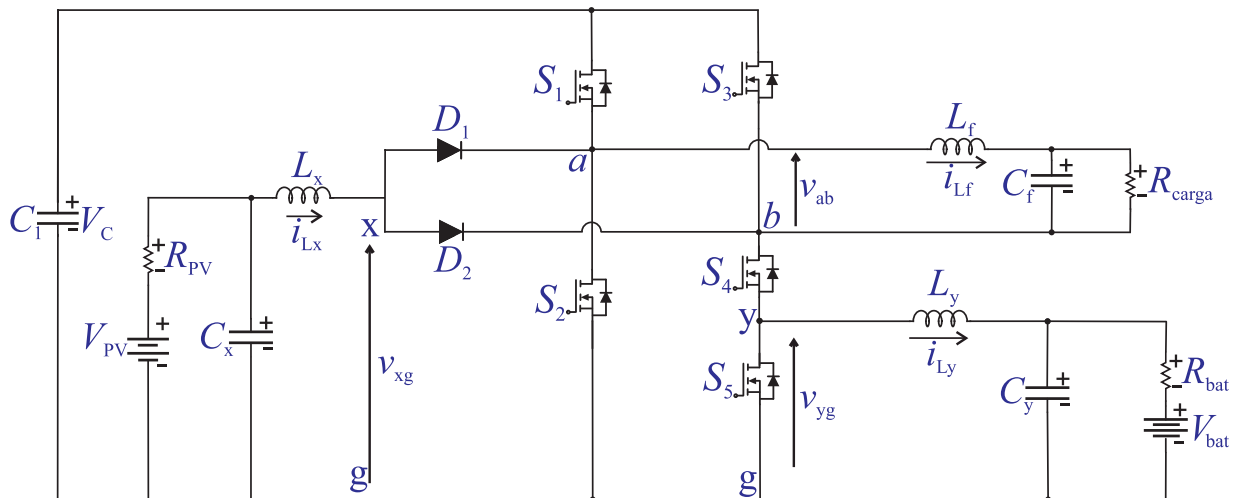 S1
S3
D1
a
Lx
iLx
x
D2
Lf
iLf
vab
Cf
Rcarga
b
Ci
VC
RPV
VPV
Cx
vxg
g
S2
S4
y
S5
vyg
g
Ly
iLy
Cy
Rbat
Vbat